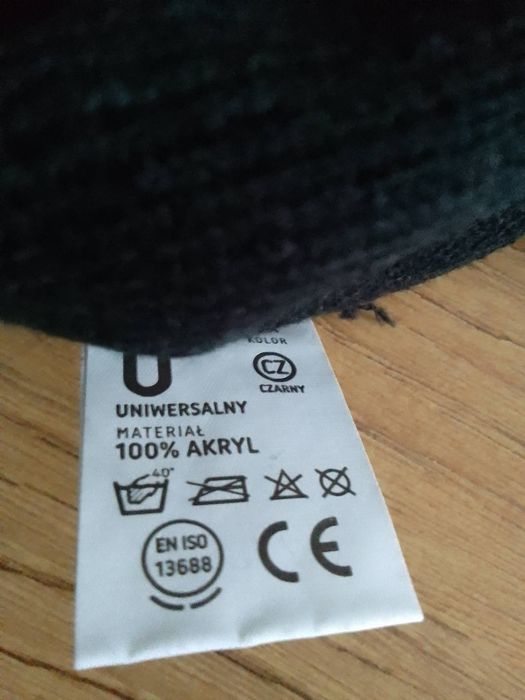 KOLOR
U
CZ
CZARNY
UNIWERSALNY
MATERIAŁ
100% AKRYL
40°
EN ISO
13688
CE